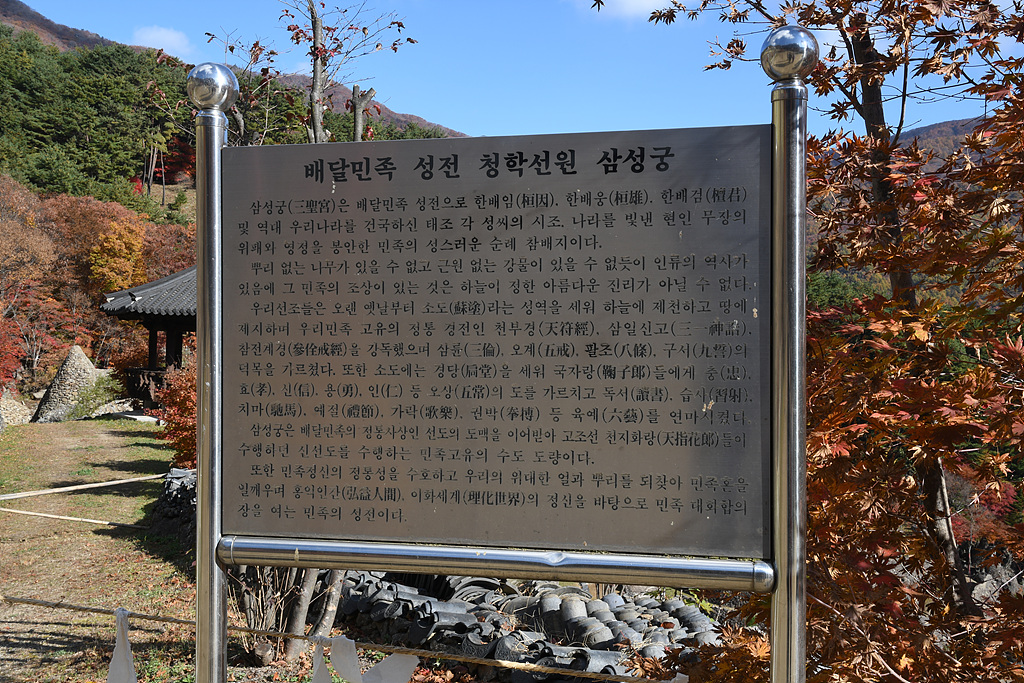 배달민족 성전 청학선원 삼성궁
삼성궁(三聖宮)은 배달민족 성전으로 한배임(桓因), 한배웅(桓雄), 한배검(檀君)
및 역대 우리나라를 건국하신 태조 각 성씨의 시조, 나라를 빛낸 현인 무장의
위패와 영정을 봉안한 민족의 성스러운 순례 참배지이다.
뿌리 없는 나무가 있을 수 없고 근원 없는 강물이 있을 수 없듯이 인류의 역사가
있음에 그 민족의 조상이 있는 것은 하늘이 정한 아름다운 진리가 아닐 수 없다.
우리선조들은 오랜 옛날부터 소도(蘇塗)라는 성역을 세워 하늘에 제천하고 땅에
제사하며 우리민족 고유의 정통 경전인 천부경(天符經), 삼일신고(三一神誥),
참전계경(參佺戒經)을 강독했으며 삼륜(三倫), 오계(五戒), 팔조(八條), 구서(九誓)의
덕목을 가르쳤다. 또한 소도에는 경당(扃堂)을 세워 국자랑(國子郎)들에게 충(忠),
효(孝), 신(信), 용(勇), 인(仁) 등 오상(五常)의 도를 가르치고 독서(讀書), 습사(習射),
치마(馳馬), 예절(禮節), 가락(歌樂), 권박(拳博) 등 육예(六藝)를 연마시켰다.
삼성궁은 배달민족의 정통사상인 선도의 도맥을 이어받아 고조선 천지화랑(天指花郎)들이
수행하던 신선도를 수행하는 민족고유의 수도 도량이다.
또한 민족정신의 정통성을 수호하고 우리의 위대한 얼과 뿌리를 되찾아 민족혼을
일깨우며 홍익인간(弘益人間), 이화세계(理化世界)의 정신을 바탕으로 민족 대화합의
장을 여는 민족의 성전이다.